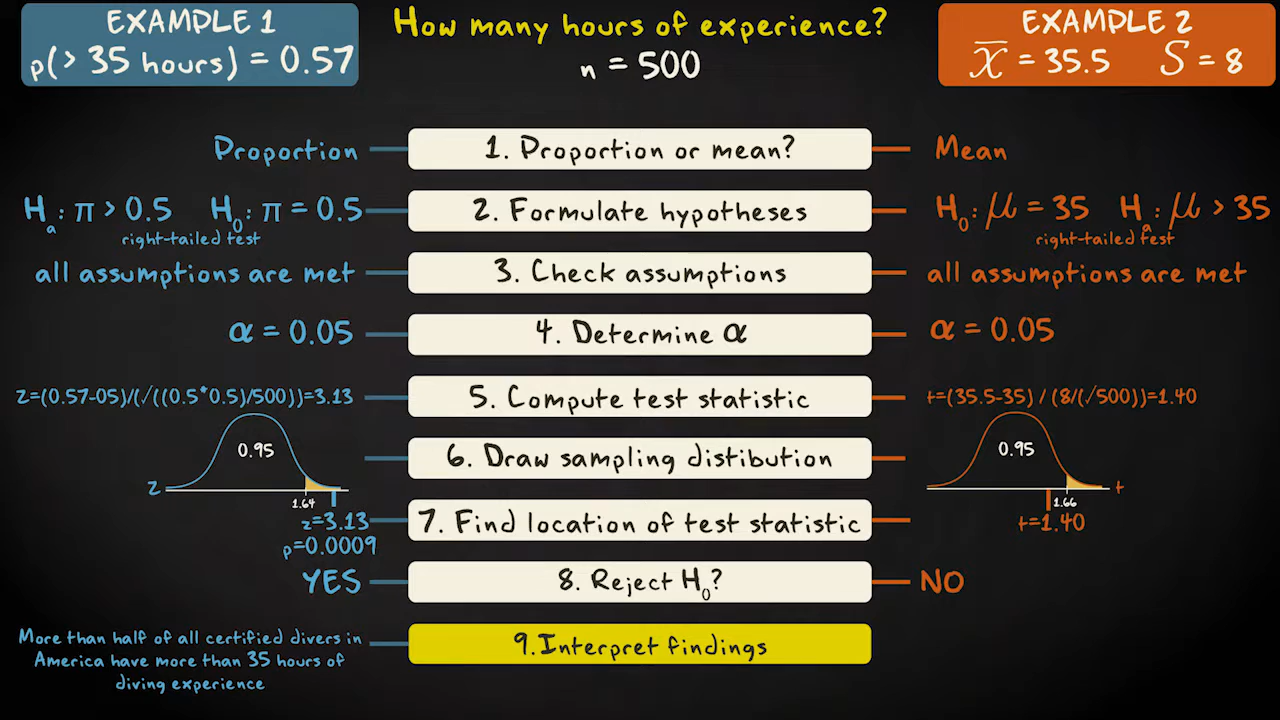 EXAMPLE 1
p(> 35 hours) = 0.57
How many hours of experience?
n = 500
EXAMPLE 2
x̄ = 35.5 S = 8
Proportion
1. Proportion or mean?
Mean
Hₐ: π > 0.5 H₀: π = 0.5
right-tailed test
2. Formulate hypotheses
H₀: μ = 35 Hₐ: μ > 35
right-tailed test
all assumptions are met
3. Check assumptions
all assumptions are met
α = 0.05
4. Determine α
α = 0.05
z=(0.57-05)/(√((0.5*0.5)/500))=3.13
5. Compute test statistic
t=(35.5-35) / (8/(√500))=1.40
0.95
z
1.64
6. Draw sampling distibution
0.95
t
1.66
z=3.13
p=0.0009
7. Find location of test statistic
t=1.40
YES
8. Reject H₀?
NO
More than half of all certified divers in
America have more than 35 hours of
diving experience
9.Interpret findings